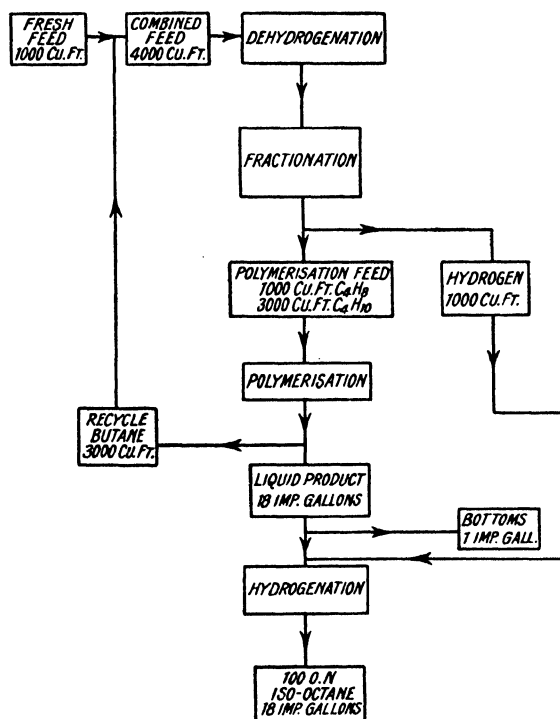 FRESH
FEED
1000 CU.FT.
COMBINED
FEED
4000 CU.FT.
DEHYDROGENATION
FRACTIONATION
POLYMERISATION FEED
1000 CU.FT. C4H8
3000 CU.FT. C4H10
HYDROGEN
1000 CU.FT.
POLYMERISATION
RECYCLE
BUTANE
3000 CU.FT.
LIQUID PRODUCT
18 IMP. GALLONS
BOTTOMS
1 IMP. GALL.
HYDROGENATION
100 O.N
ISO-OCTANE
18 IMP. GALLONS